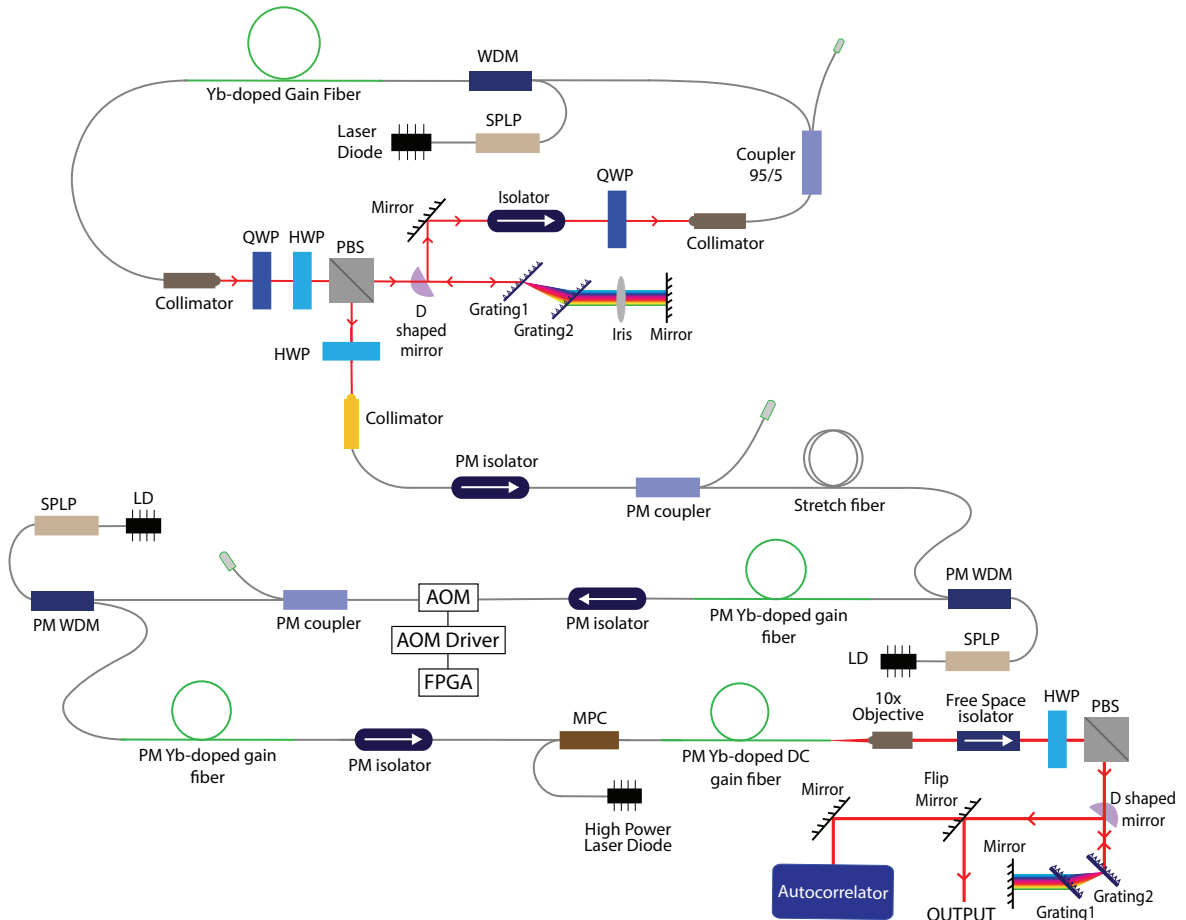 WDM
Yb-doped Gain Fiber
SPLP
Laser
Diode
Coupler
95/5
QWP
Isolator
Mirror
Collimator
QWP
HWP
PBS
Collimator
D
shaped
mirror
Grating1
Grating2
Iris
Mirror
HWP
Collimator
PM isolator
PM coupler
Stretch fiber
SPLP
LD
PM WDM
PM coupler
AOM
PM isolator
PM Yb-doped gain
fiber
PM WDM
AOM Driver
SPLP
LD
FPGA
PM Yb-doped gain
fiber
PM isolator
MPC
PM Yb-doped DC
gain fiber
10x
Objective
Free Space
isolator
HWP
PBS
High Power
Laser Diode
Mirror
Flip
Mirror
D shaped
mirror
Mirror
Autocorrelator
OUTPUT
Grating1
Grating2